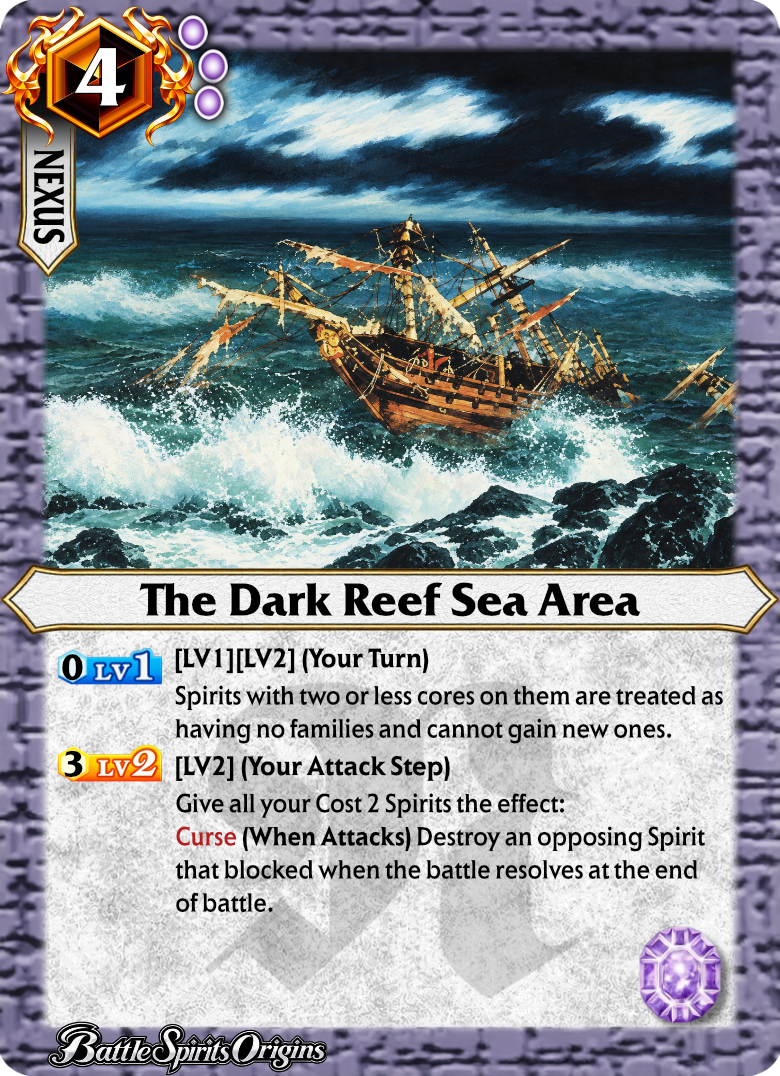 4
NEXUS
The Dark Reef Sea Area
0 LV1
[LV1][LV2] (Your Turn)
Spirits with two or less cores on them are treated as
having no families and cannot gain new ones.
3 LV2
[LV2] (Your Attack Step)
Give all your Cost 2 Spirits the effect:
Curse (When Attacks) Destroy an opposing Spirit
that blocked when the battle resolves at the end
of battle.
Battle Spirits Origins